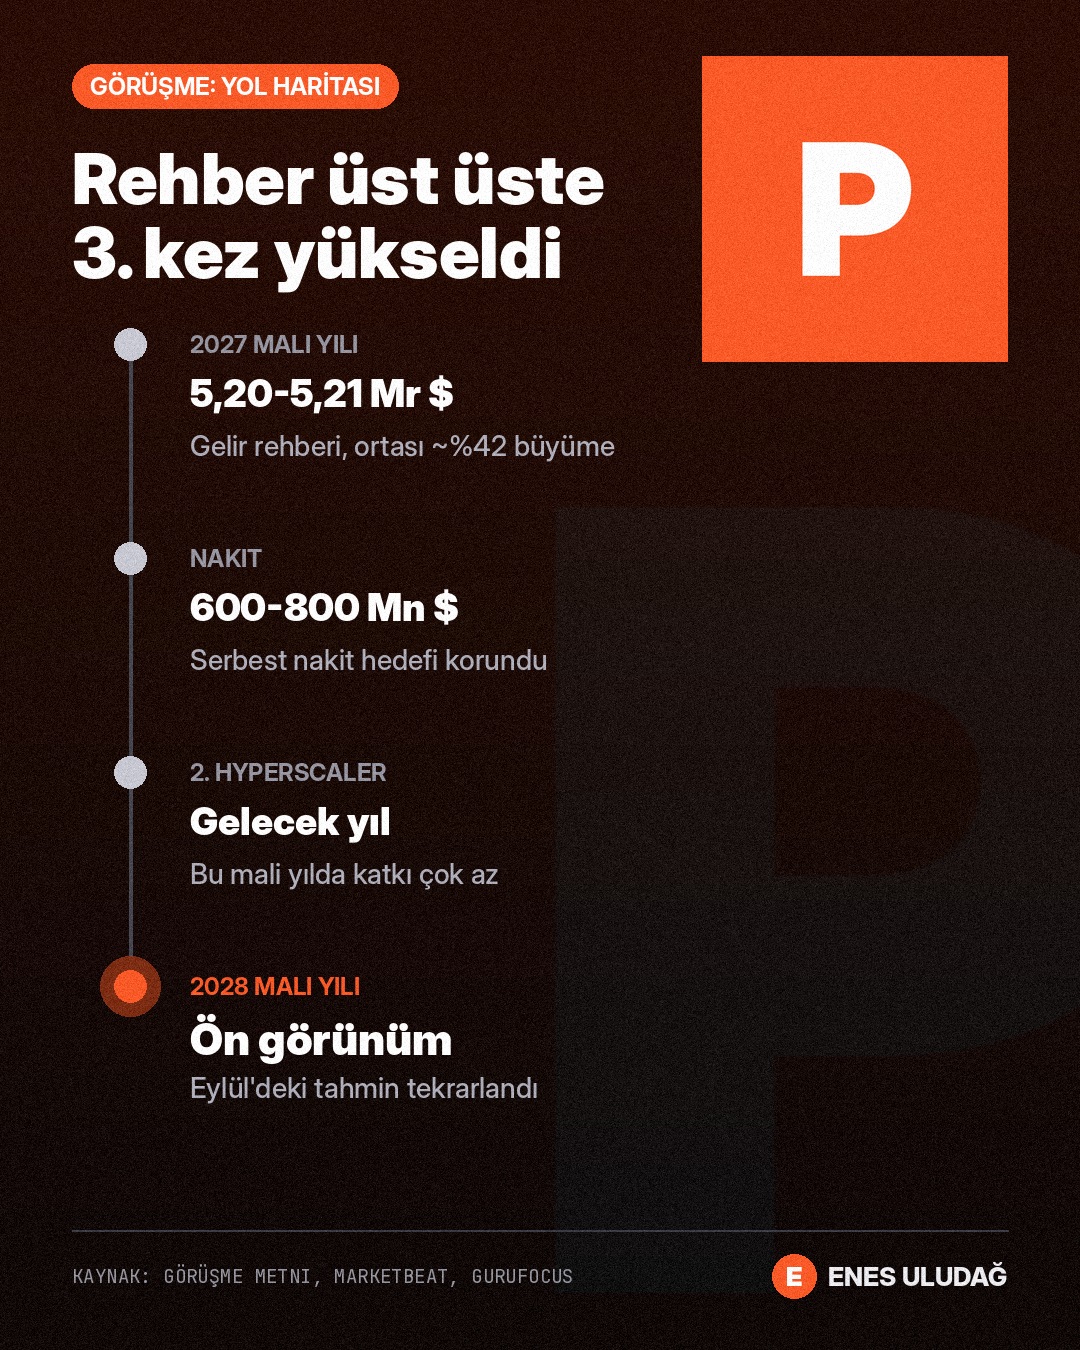 GÖRÜŞME: YOL HARİTASI
Rehber üst üste
3. kez yükseldi
P
2027 MALI YILI
5,20-5,21 Mr $
Gelir rehberi, ortası ~%42 büyüme
NAKIT
600-800 Mn $
Serbest nakit hedefi korundu
2. HYPERSCALER
Gelecek yıl
Bu mali yılda katkı çok az
2028 MALI YILI
Ön görünüm
Eylül'deki tahmin tekrarlandı
KAYNAK: GÖRÜŞME METNI, MARKETBEAT, GURUFOCUS
E ENES ULUDAĞ